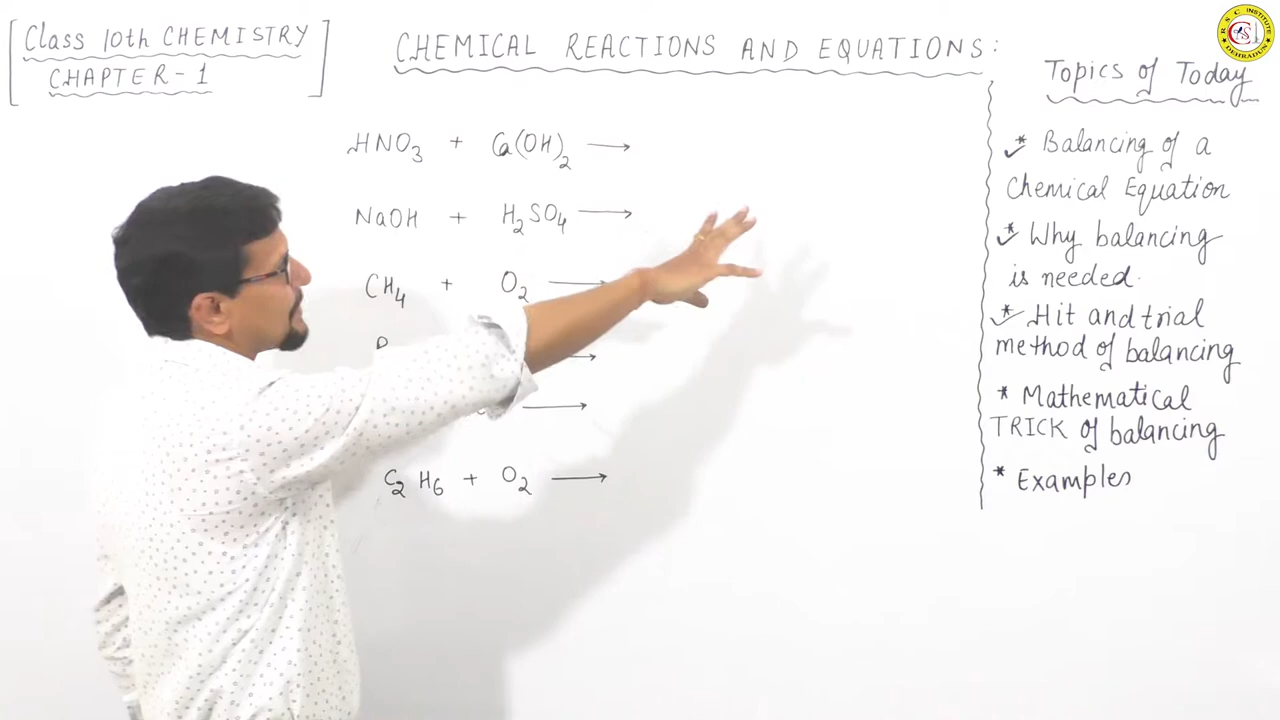 [Class 10th CHEMISTRY
CHAPTER-1]
CHEMICAL REACTIONS AND EQUATIONS:
R S C INSTITUTE
DEHRADUN
HNO3 + Ca(OH)2 →
NaOH + H2SO4 →
CH4 + O2 →
→
→
C2H6 + O2 →
Topics of Today
* Balancing of a
Chemical Equation
* Why balancing
is needed.
* Hit and trial
method of balancing
* Mathematical
TRICK of balancing
* Examples